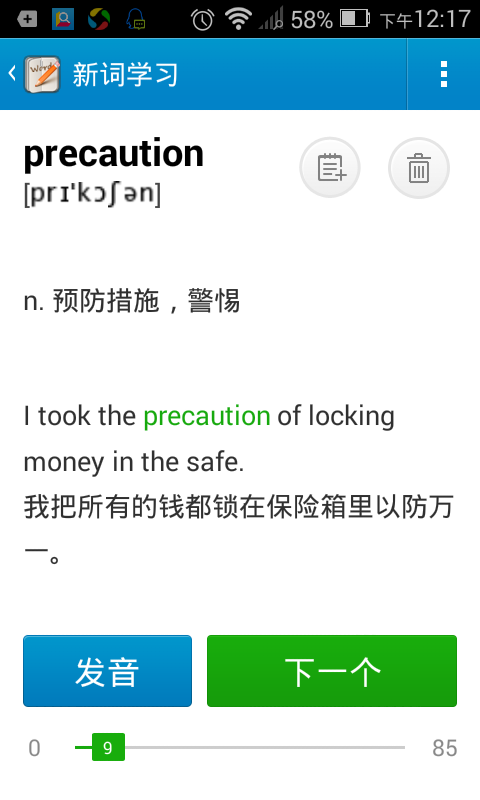 58% 下午12:17
Words 新词学习
precaution
[prɪ'kɔʃən]
n. 预防措施，警惕
I took the precaution of locking
money in the safe.
我把所有的钱都锁在保险箱里以防万
一。
发音 下一个
0 9 85